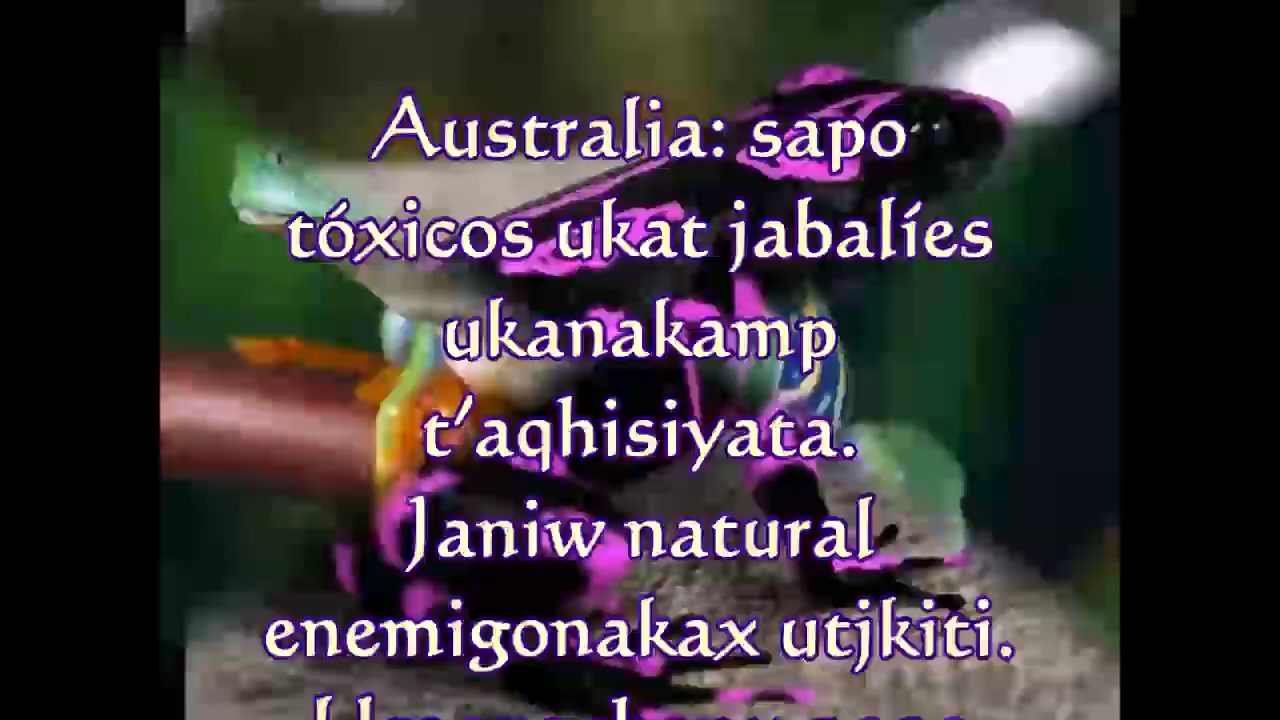 Australia: sapo
tóxicos ukat jabalíes
ukanakamp
t'aqhisiyata.
Janiw natural
enemigonakax utjkiti.